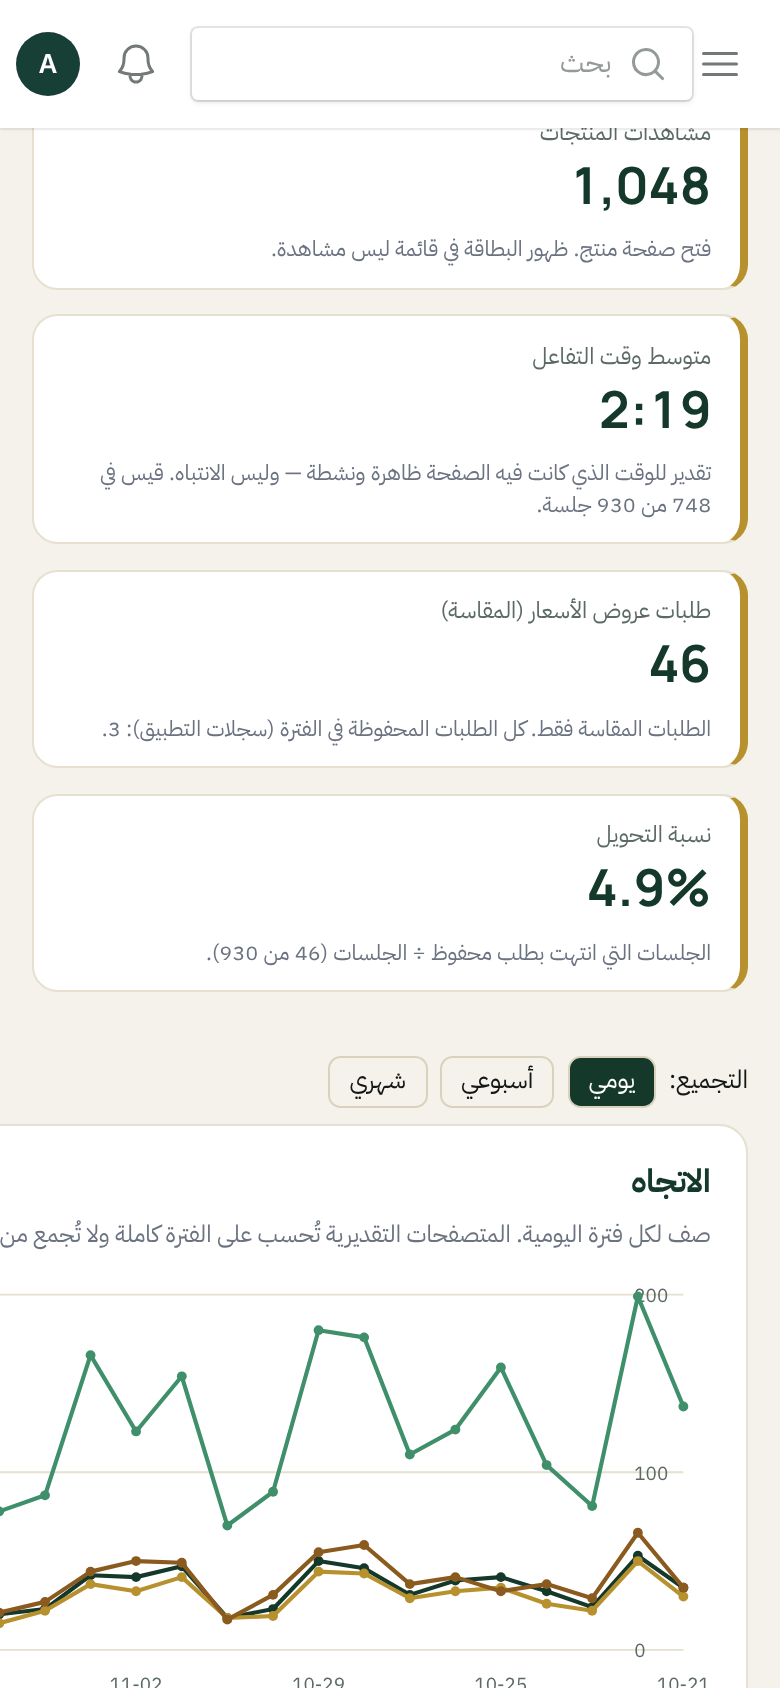 بحث
A
مشاهدات المنتجات
1,048
فتح صفحة منتج. ظهور البطاقة في قائمة ليس مشاهدة.
متوسط وقت التفاعل
2:19
تقدير للوقت الذي كانت فيه الصفحة ظاهرة ونشطة — وليس الانتباه. قيس في
748 من 930 جلسة.
طلبات عروض الأسعار (المقاسة)
46
الطلبات المقاسة فقط. كل الطلبات المحفوظة في الفترة (سجلات التطبيق): 3.
نسبة التحويل
4.9%
الجلسات التي انتهت بطلب محفوظ ÷ الجلسات (46 من 930).
التجميع: يومي أسبوعي شهري
الاتجاه
صف لكل فترة اليومية. المتصفحات التقديرية تُحسب على الفترة كاملة ولا تُجمع من
200
100
0
10-21 10-25 10-29 11-02